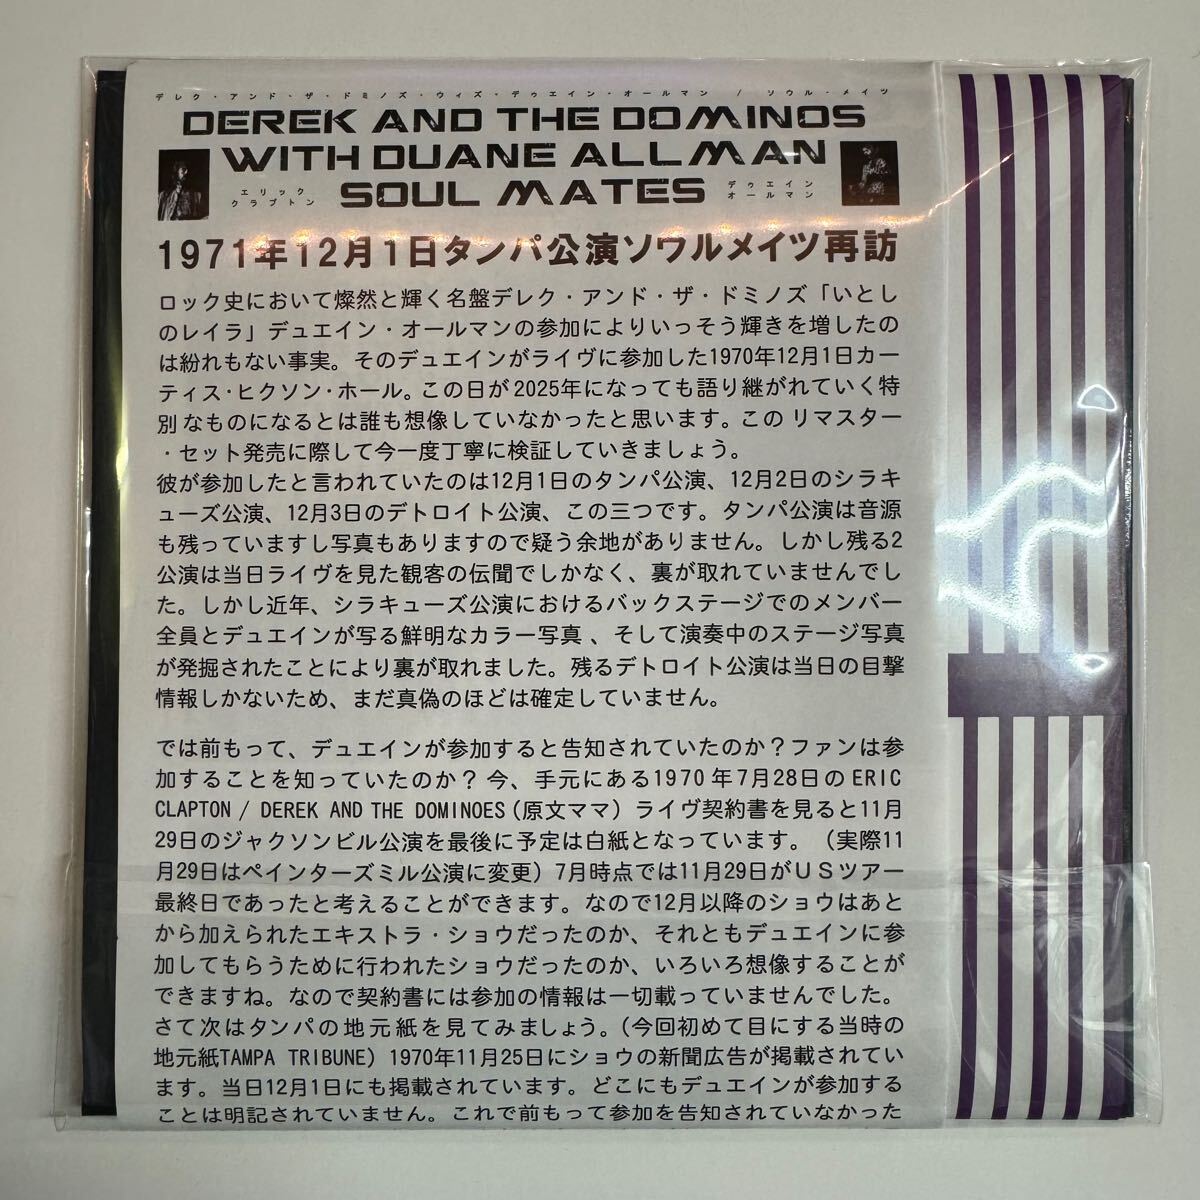 デレク・アンド・ザ・ドミノズ・ウィズ・デゥエイン・オールマン / ソウル・メイツ
DEREK AND THE DOMINOS
WITH DUANE ALLMAN
SOUL MATES
エリック
クラプトン
デゥエイン
オールマン
1971年12月1日タンパ公演ソウルメイツ再訪
ロック史において燦然と輝く名盤デレク・アンド・ザ・ドミノズ「いとし
のレイラ」デュエイン・オールマンの参加によりいっそう輝きを増したの
は紛れもない事実。そのデュエインがライヴに参加した1970年12月1日カー
ティス・ヒクソン・ホール。この日が2025年になっても語り継がれていく特
別なものになるとは誰も想像していなかったと思います。この リマスター
・セット発売に際して今一度丁寧に検証していきましょう。
彼が参加したと言われていたのは12月1日のタンパ公演、12月2日のシラキ
ューズ公演、12月3日のデトロイト公演、この三つです。タンパ公演は音源
も残っていますし写真もありますので疑う余地がありません。しかし残る2
公演は当日ライヴを見た観客の伝聞でしかなく、裏が取れていませんでし
た。しかし近年、シラキューズ公演におけるバックステージでのメンバー
全員とデュエインが写る鮮明なカラー写真 、そして演奏中のステージ写真
が発掘されたことにより裏が取れました。残るデトロイト公演は当日の目撃
情報しかないため、まだ真偽のほどは確定していません。
では前もって、デュエインが参加すると告知されていたのか？ファンは参
加することを知っていたのか？今、手元にある1970年7月28日のERIC
CLAPTON / DEREK AND THE DOMINOES（原文ママ）ライヴ契約書を見ると11月
29日のジャクソンビル公演を最後に予定は白紙となっています。（実際11
月29日はペインターズミル公演に変更）7月時点では11月29日がＵＳツアー
最終日であったと考えることができます。なので12月以降のショウはあと
から加えられたエキストラ・ショウだったのか、それともデュエインに参
加してもらうために行われたショウだったのか、いろいろ想像することが
できますね。なので契約書には参加の情報は一切載っていませんでした。
さて次はタンパの地元紙を見てみましょう。（今回初めて目にする当時の
地元紙TAMPA TRIBUNE）1970年11月25日にショウの新聞広告が掲載されてい
ます。当日12月1日にも掲載されています。どこにもデュエインが参加する
ことは明記されていません。これで前もって参加を告知されていなかった